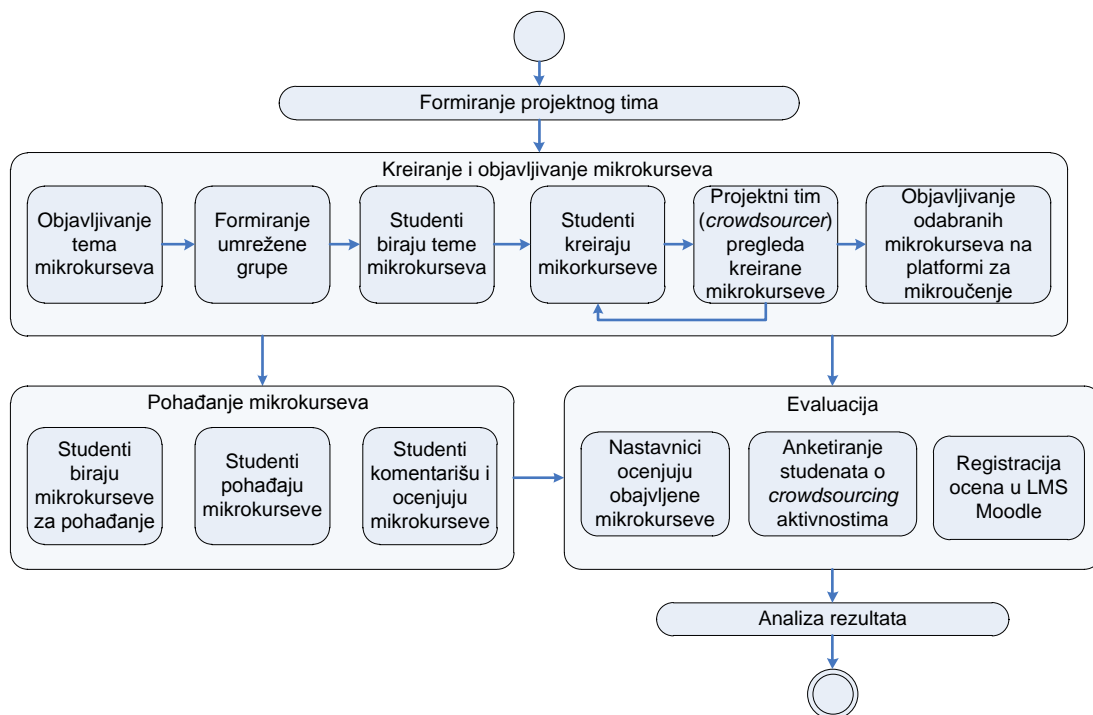 Formiranje projektnog tima
Kreiranje i objavljivanje mikrokurseva
Objavljivanje
tema
mikrokurseva
Formiranje
umrežene
grupe
Studenti
biraju teme
mikrokurseva
Studenti
kreiraju
mikorkurseve
Projektni tim
(crowdsourcer)
pregleda
kreirane
mikrokurseve
Objavljivanje
odabranih
mikrokurseva na
platformi za
mikroučenje
Pohađanje mikrokurseva
Studenti
biraju
mikrokurseve
za pohađanje
Studenti
pohađaju
mikrokurseve
Studenti
komentarišu i
ocenjuju
mikrokurseve
Evaluacija
Nastavnici
ocenjuju
obajvljene
mikrokurseve
Anketiranje
studenata o
crowdsourcing
aktivnostima
Registracija
ocena u LMS
Moodle
Analiza rezultata